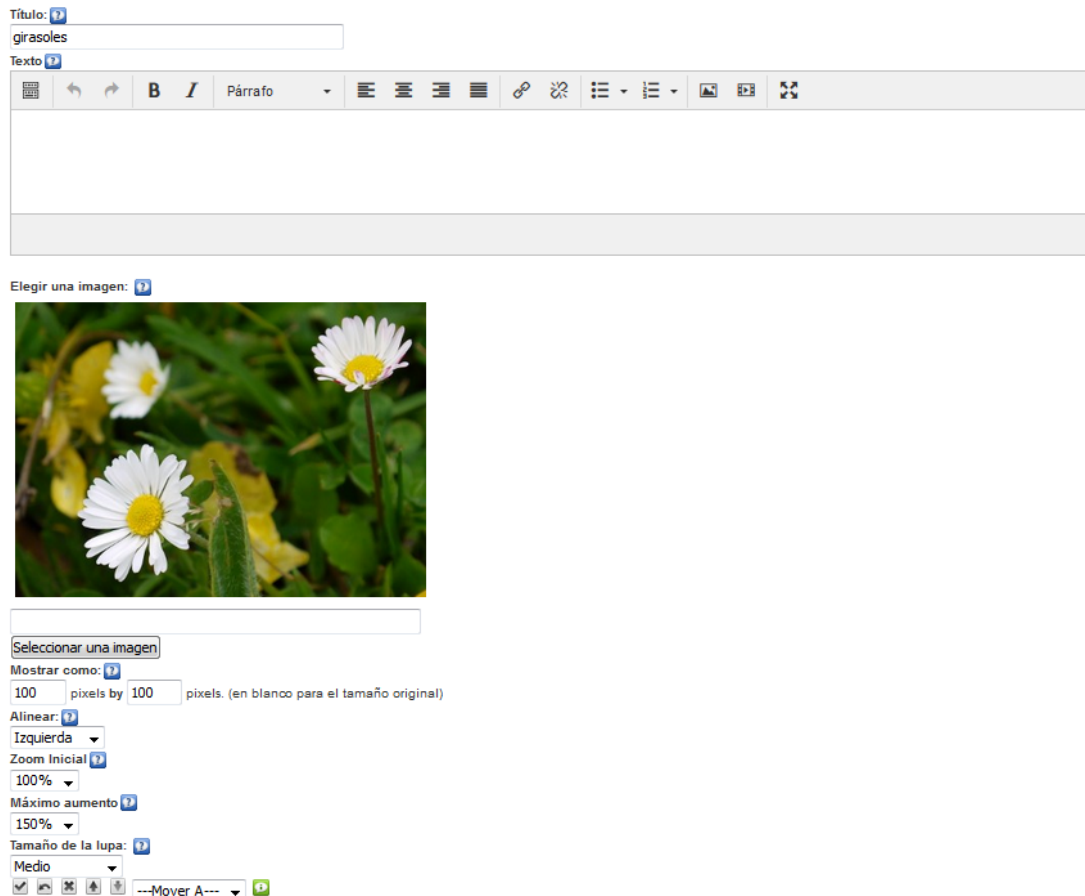 Título:
girasoles
Texto
B I Párrafo
Elegir una imagen:
Seleccionar una imagen
Mostrar como:
100 pixels by 100 pixels. (en blanco para el tamaño original)
Alinear:
Izquierda
Zoom Inicial
100%
Máximo aumento
150%
Tamaño de la lupa:
Medio
---Mover A---